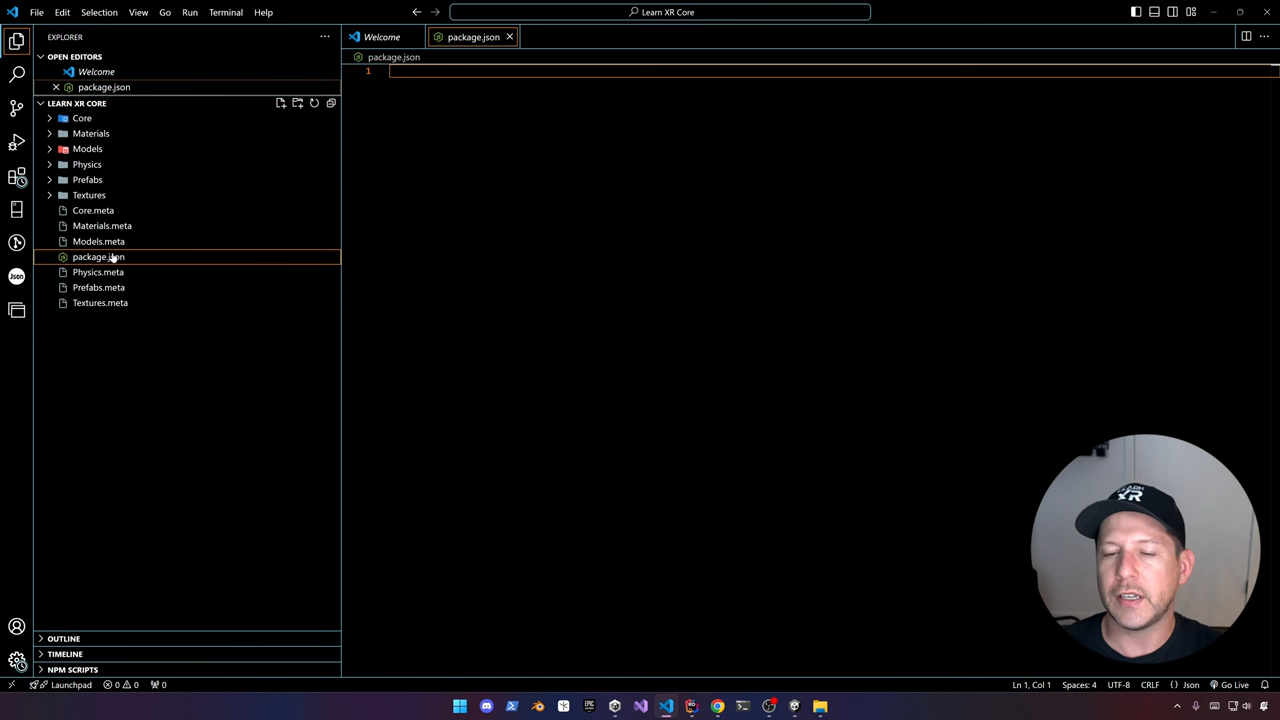 File Edit Selection View Go Run Terminal Help
Learn XR Core
EXPLORER
OPEN EDITORS
Welcome
package.json
LEARN XR CORE
Core
Materials
Models
Physics
Prefabs
Textures
Core.meta
Materials.meta
Models.meta
package.json
Physics.meta
Prefabs.meta
Textures.meta
OUTLINE
TIMELINE
NPM SCRIPTS
Json
Welcome
package.json
package.json
1
LEARN
XR
Launchpad 0 0 0
Ln 1, Col 1 Spaces: 4 UTF-8 CRLF { } Json Go Live